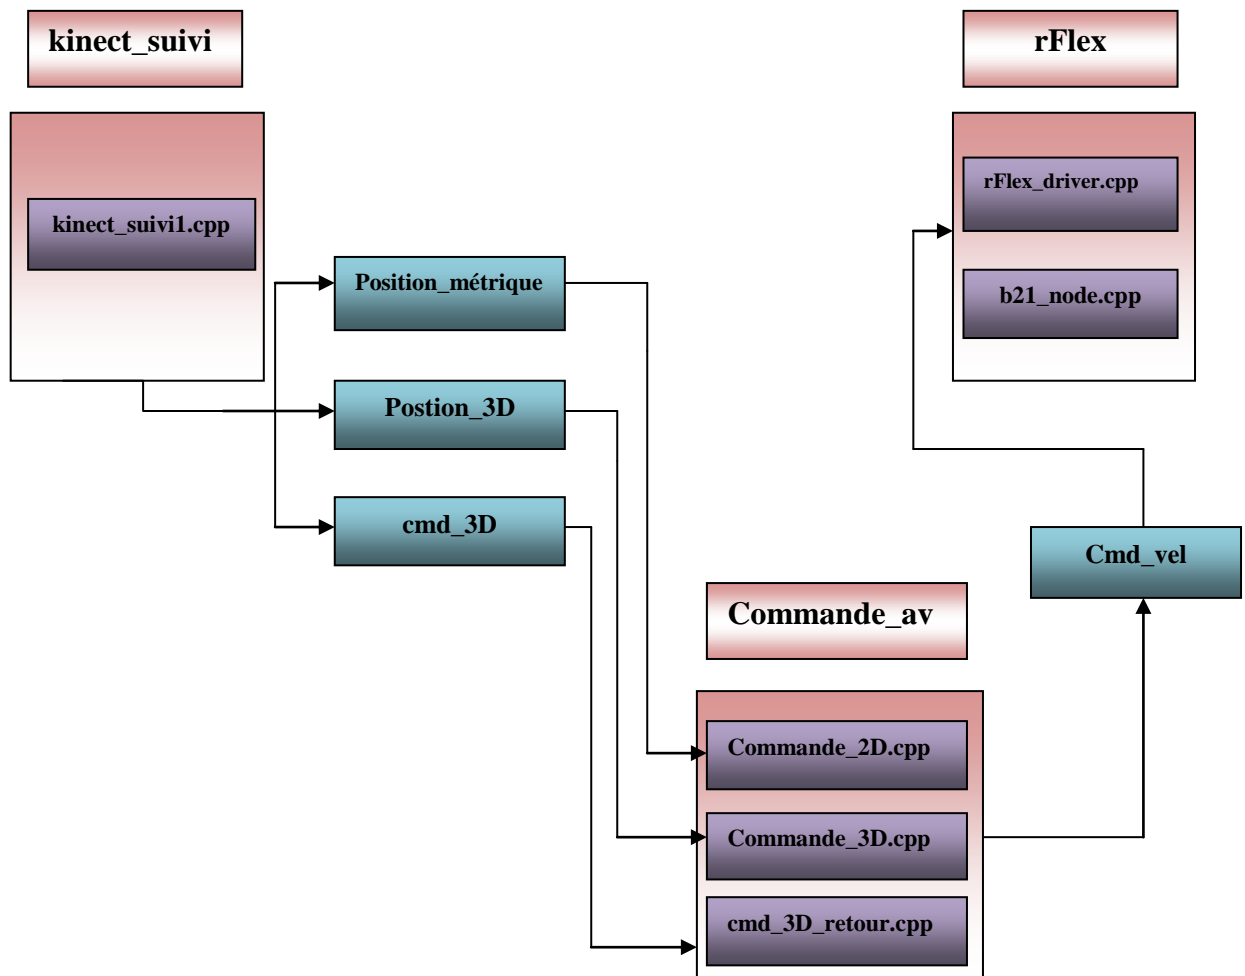 kinect_suivi
rFlex
kinect_suivi1.cpp
rFlex_driver.cpp
b21_node.cpp
Position_métrique
Postion_3D
cmd_3D
Cmd_vel
Commande_av
Commande_2D.cpp
Commande_3D.cpp
cmd_3D_retour.cpp